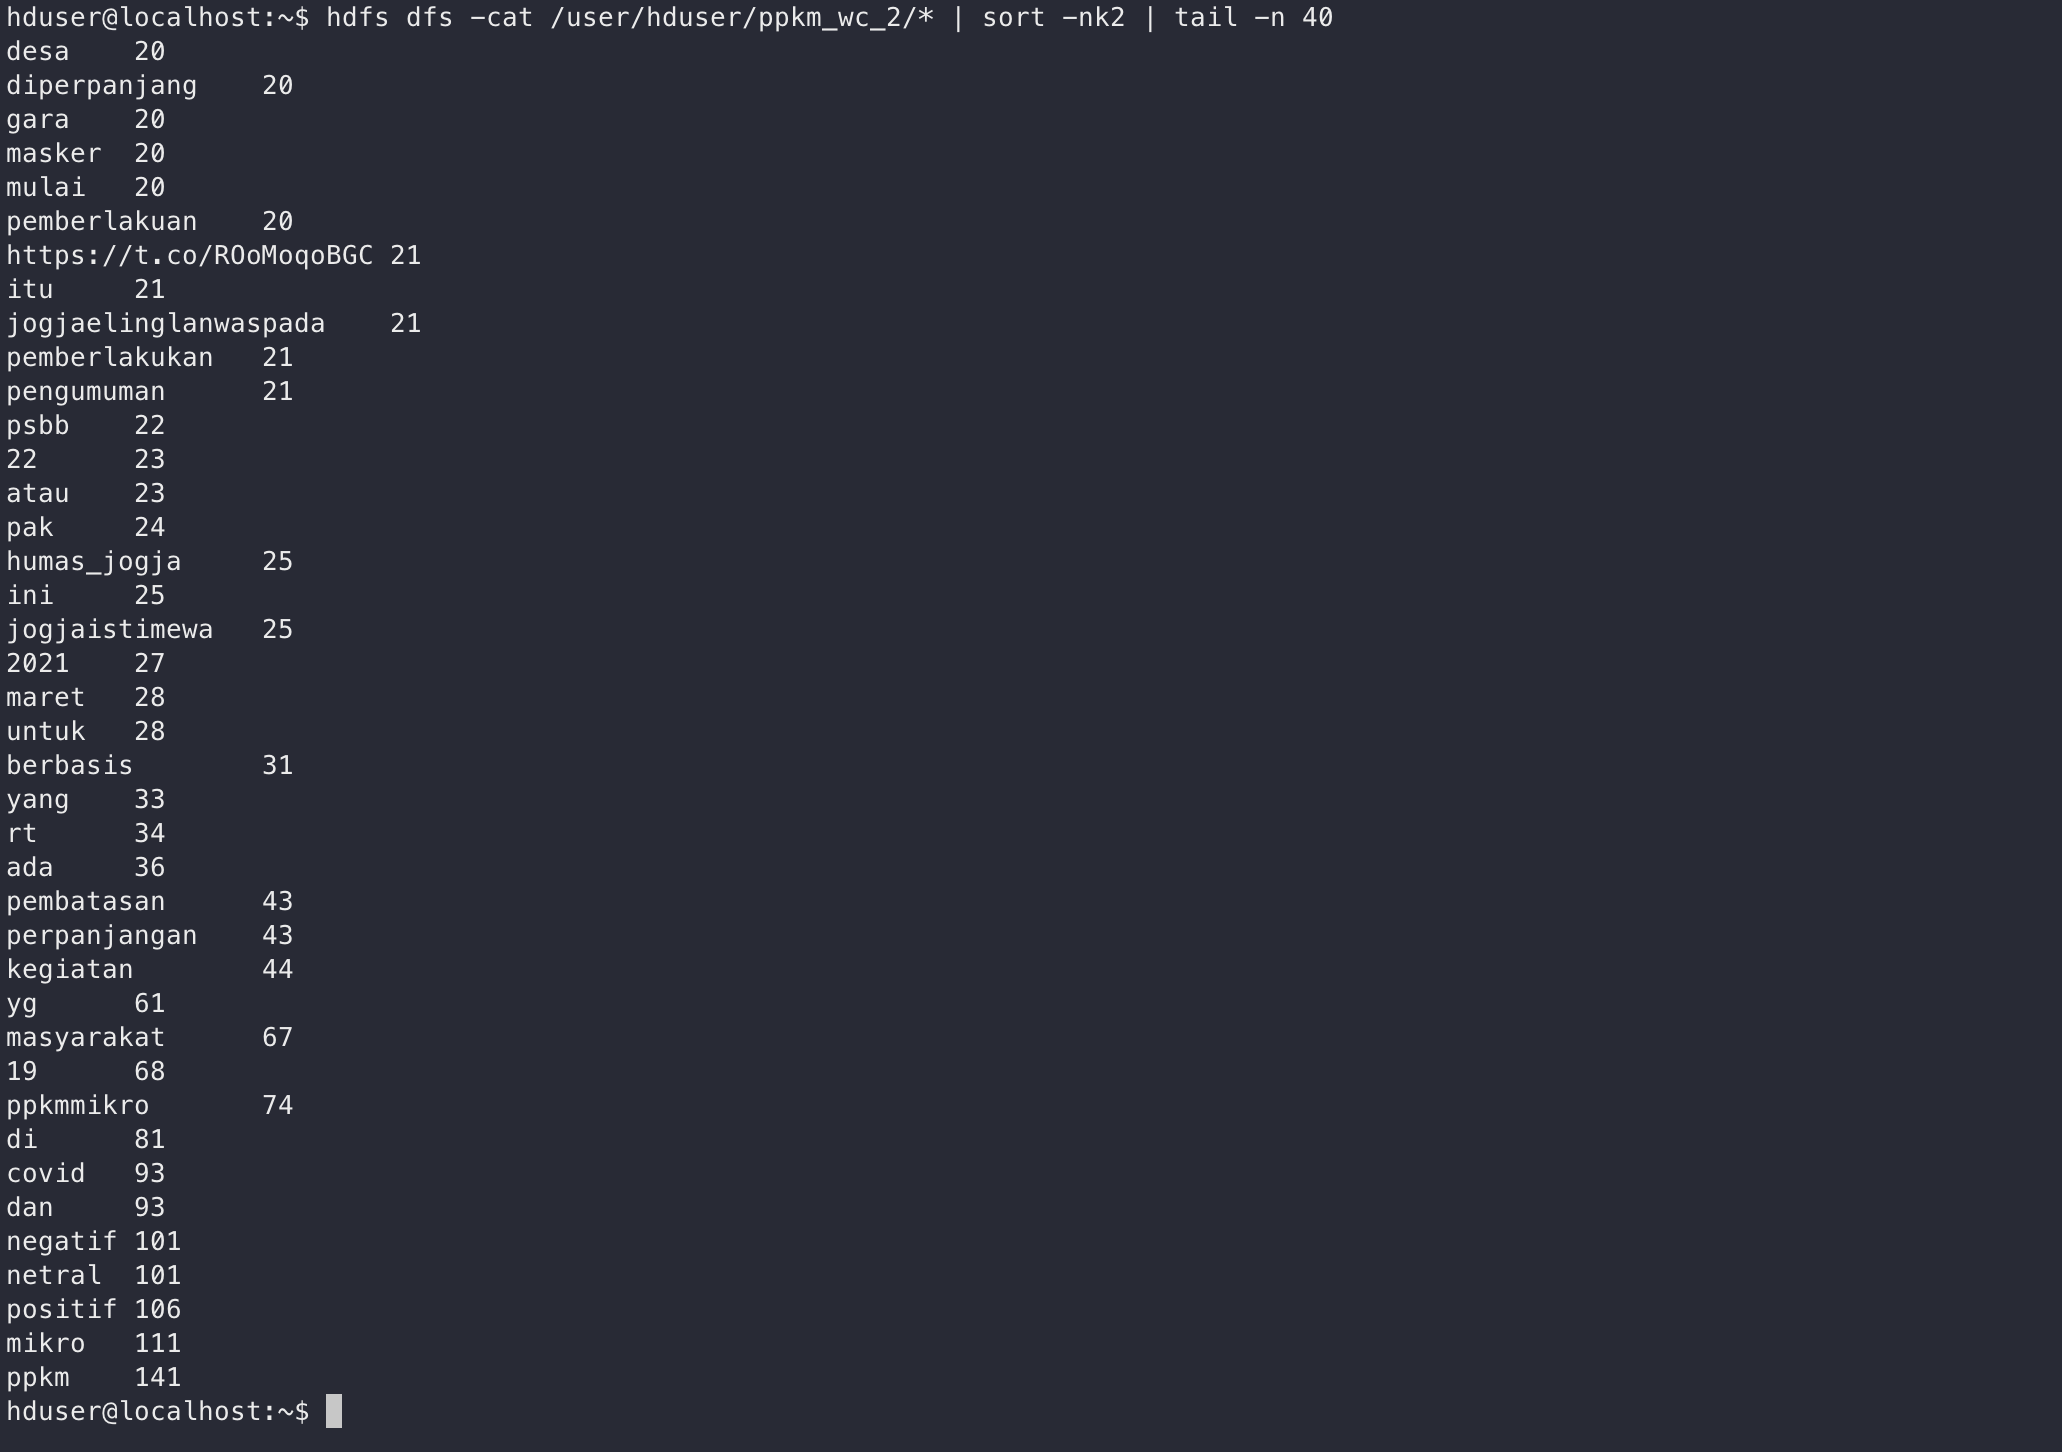 hduser@localhost:~$ hdfs dfs -cat /user/hduser/ppkm_wc_2/* | sort -nk2 | tail -n 40
desa    20
diperpanjang    20
gara    20
masker  20
mulai   20
pemberlakuan    20
https://t.co/ROoMoqoBGC 21
itu     21
jogjaelinglanwaspada    21
pemberlakukan   21
pengumuman      21
psbb    22
22      23
atau    23
pak     24
humas_jogja     25
ini     25
jogjaistimewa   25
2021    27
maret   28
untuk   28
berbasis        31
yang    33
rt      34
ada     36
pembatasan      43
perpanjangan    43
kegiatan        44
yg      61
masyarakat      67
19      68
ppkmmikro       74
di      81
covid   93
dan     93
negatif 101
netral  101
positif 106
mikro   111
ppkm    141
hduser@localhost:~$